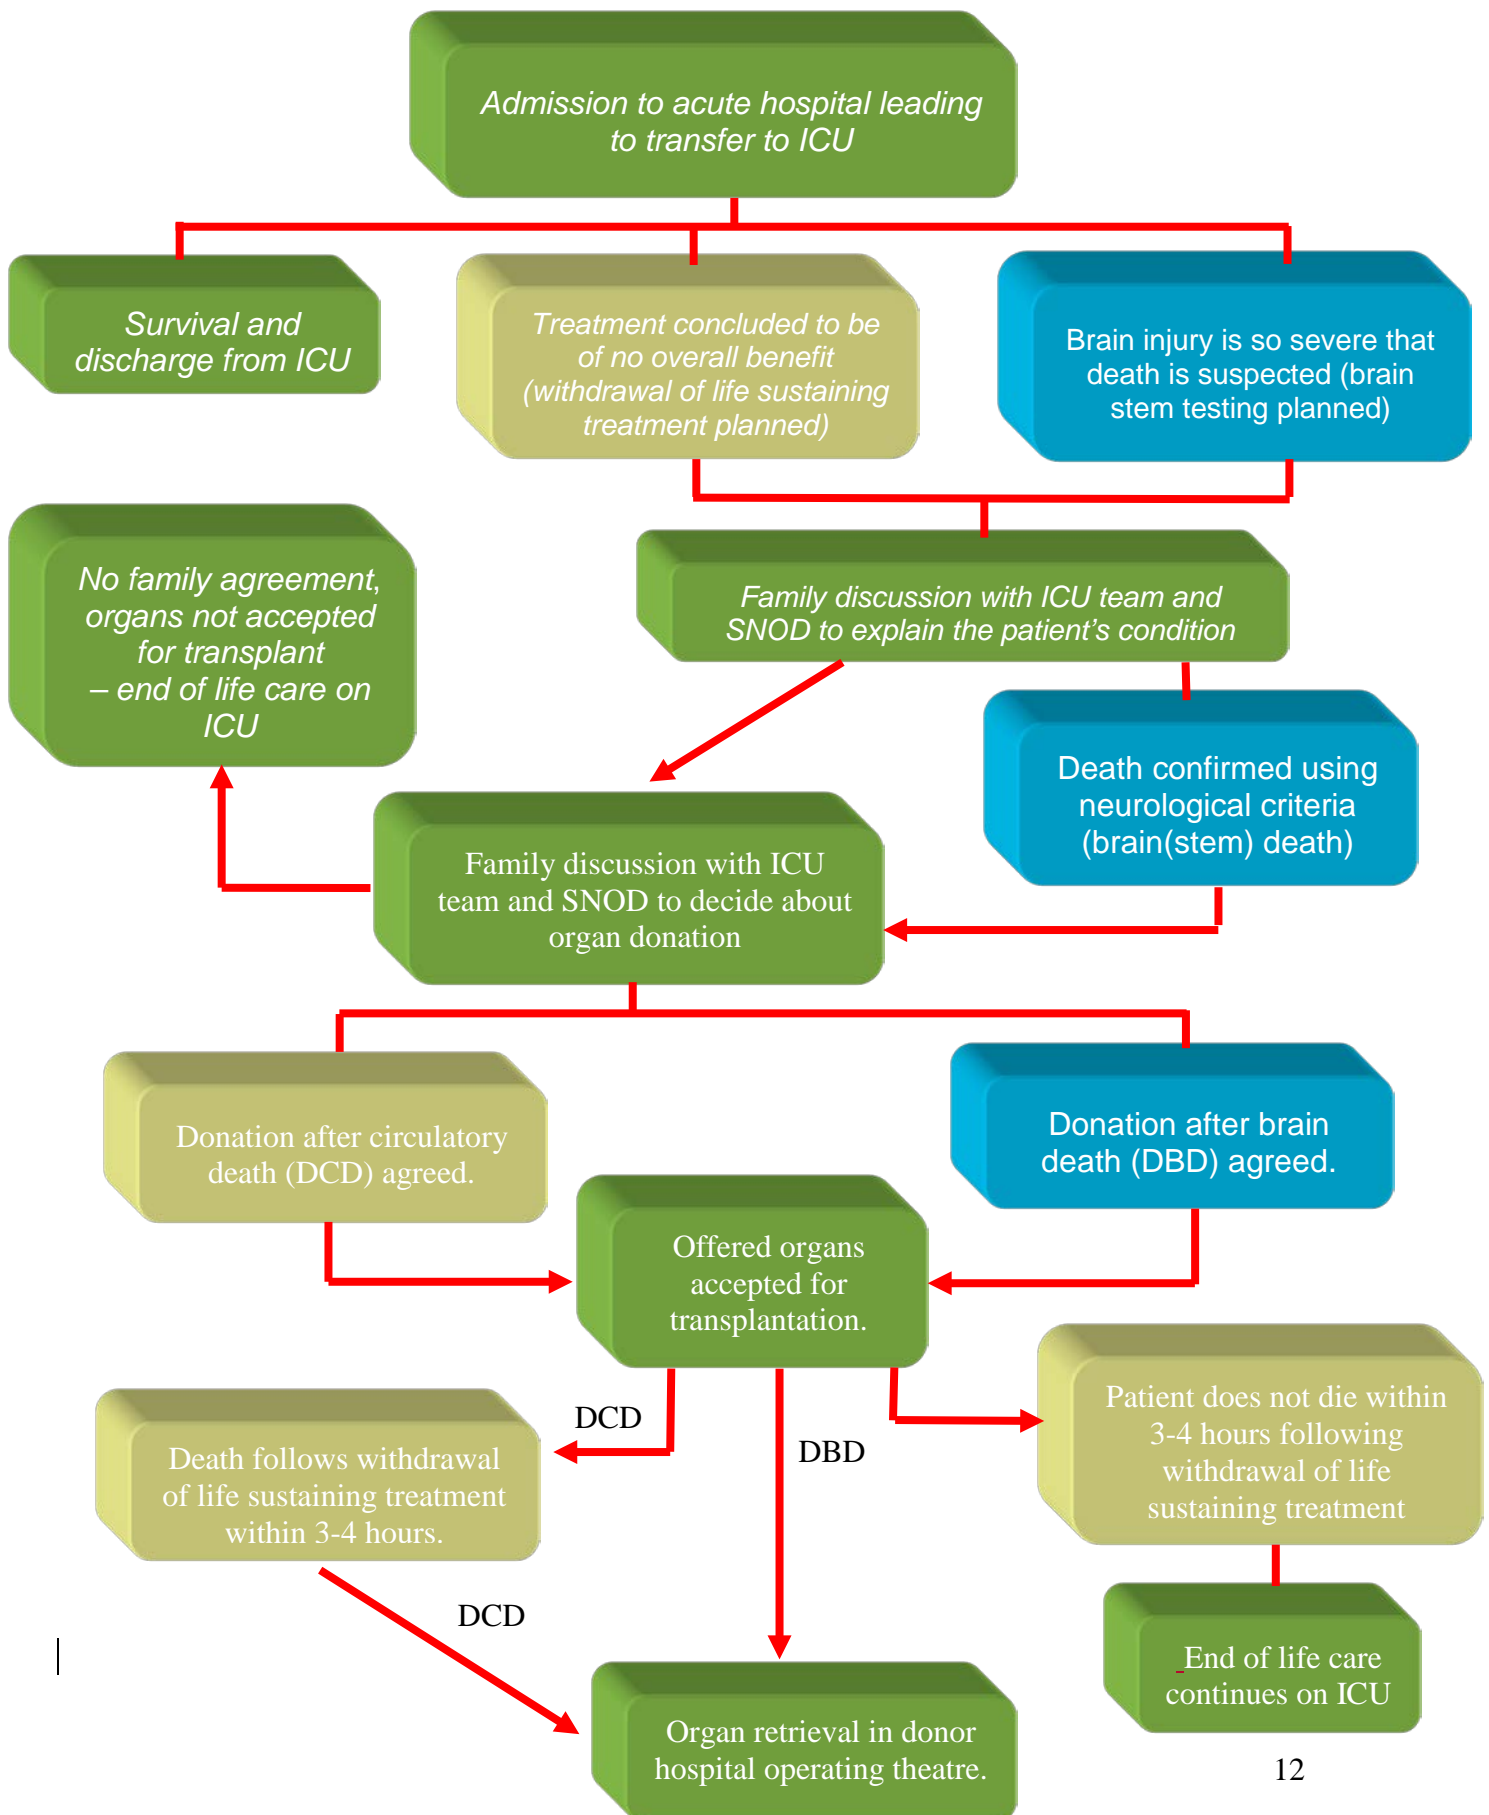 Admission to acute hospital leading
to transfer to ICU
Survival and
discharge from ICU
Treatment concluded to be
of no overall benefit
(withdrawal of life sustaining
treatment planned)
Brain injury is so severe that
death is suspected (brain
stem testing planned)
No family agreement,
organs not accepted
for transplant
– end of life care on
ICU
Family discussion with ICU team and
SNOD to explain the patient's condition
Death confirmed using
neurological criteria
(brain(stem) death)
Family discussion with ICU
team and SNOD to decide about
organ donation
Donation after circulatory
death (DCD) agreed.
Donation after brain
death (DBD) agreed.
Offered organs
accepted for
transplantation.
DCD
DBD
Death follows withdrawal
of life sustaining treatment
within 3-4 hours.
Patient does not die within
3-4 hours following
withdrawal of life
sustaining treatment
DCD
End of life care
continues on ICU
Organ retrieval in donor
hospital operating theatre.
12